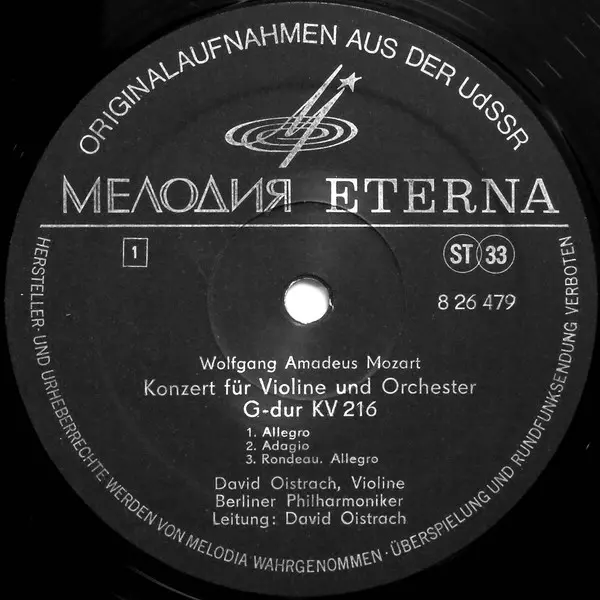 ORIGINALAUFNAHMEN AUS DER UdSSR
МЕЛОДИЯ ETERNA
1
ST 33
8 26 479
Wolfgang Amadeus Mozart
Konzert für Violine und Orchester
G-dur KV 216
1. Allegro
2. Adagio
3. Rondeau. Allegro
David Oistrach, Violine
Berliner Philharmoniker
Leitung: David Oistrach
HERSTELLER- UND URHEBERRECHTE WERDEN VON MELODIA WAHRGENOMMEN · ÜBERSPIELUNG UND RUNDFUNKSENDUNG VERBOTEN